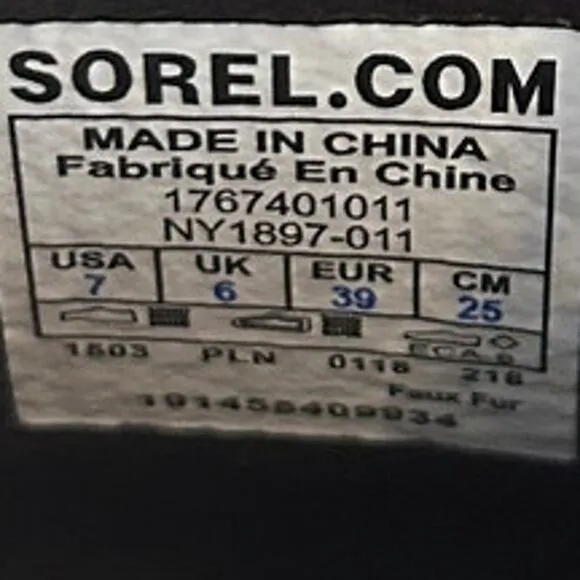 SOREL.COM
MADE IN CHINA
Fabriqué En Chine
1767401011
NY1897-011
USA UK EUR CM
7 6 39 25
1503 PLN 0118 216
Faux Fur